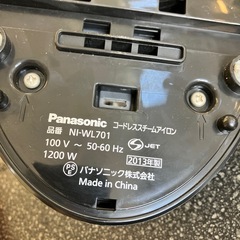 Panasonic コードレススチームアイロン
品番 NI-WL701
100 V ～ 50-60 Hz
1200 W
S JET
2013年製
PS E
パナソニック株式会社
Made in China